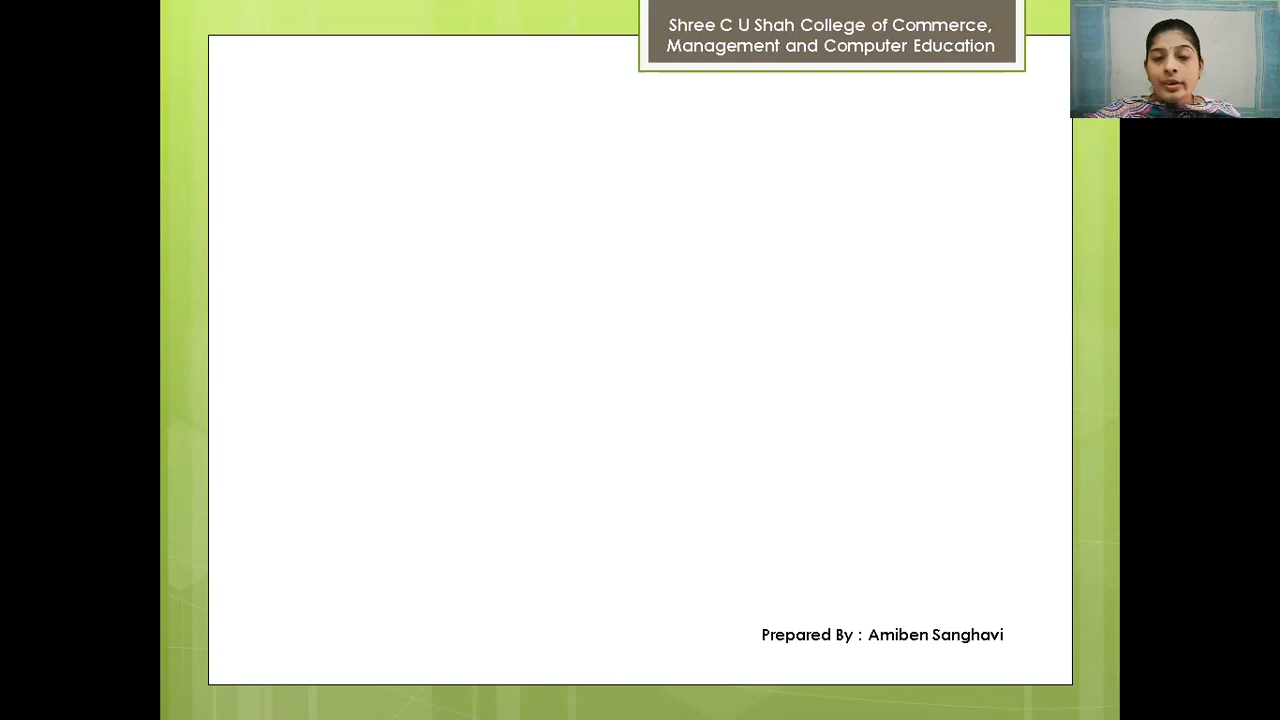 Shree C U Shah College of Commerce,
Management and Computer Education
Prepared By : Amiben Sanghavi